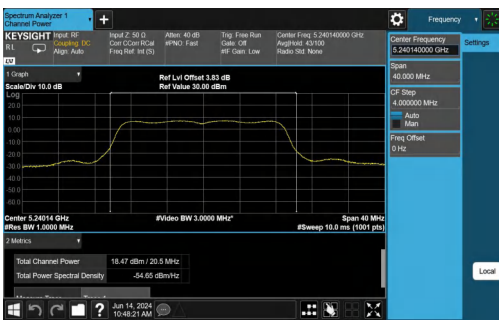 Spectrum Analyzer 1
Channel Power
Frequency
KEYSIGHT Input: RF
R L
Coupling: DC
Align: Auto
Input Z: 50 Ω
Corr CCorr RCal
Freq Ref: Int (S)
Atten: 40 dB
#PNO: Fast
Trig: Free Run
Gate: Off
#IF Gain: Low
Center Freq: 5.240140000 GHz
Avg|Hold: 43/100
Radio Std: None
Center Frequency
5.240140000 GHz
Settings
Span
40.000 MHz
CF Step
4.000000 MHz
Auto
Man
Freq Offset
0 Hz
1 Graph
Scale/Div 10.0 dB
Ref Lvl Offset 3.83 dB
Ref Value 30.00 dBm
Log
20.0
10.0
0.00
-10.0
-20.0
-30.0
-40.0
-50.0
-60.0
Center 5.24014 GHz
#Res BW 1.0000 MHz
#Video BW 3.0000 MHz*
Span 40 MHz
#Sweep 10.0 ms (1001 pts)
2 Metrics
Total Channel Power 18.47 dBm / 20.5 MHz
Total Power Spectral Density -54.65 dBm/Hz
Local
Jun 14, 2024
10:48:21 AM